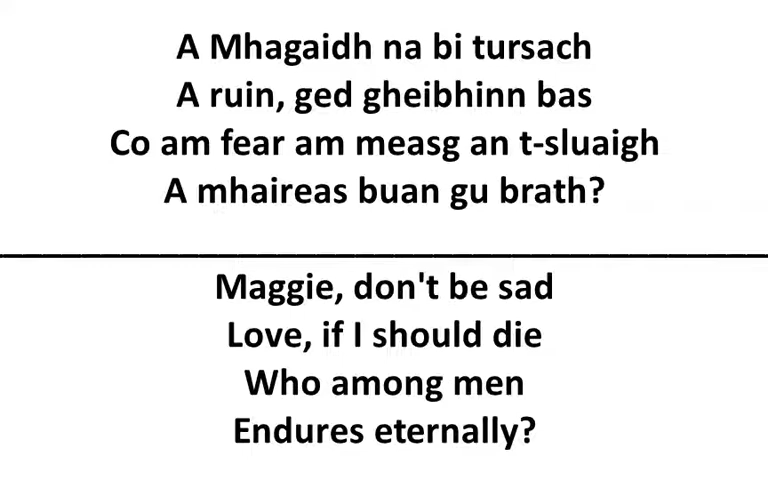 A Mhagaidh na bi tursach
A ruin, ged gheibhinn bas
Co am fear am measg an t-sluaigh
A mhaireas buan gu brath?
Maggie, don't be sad
Love, if I should die
Who among men
Endures eternally?